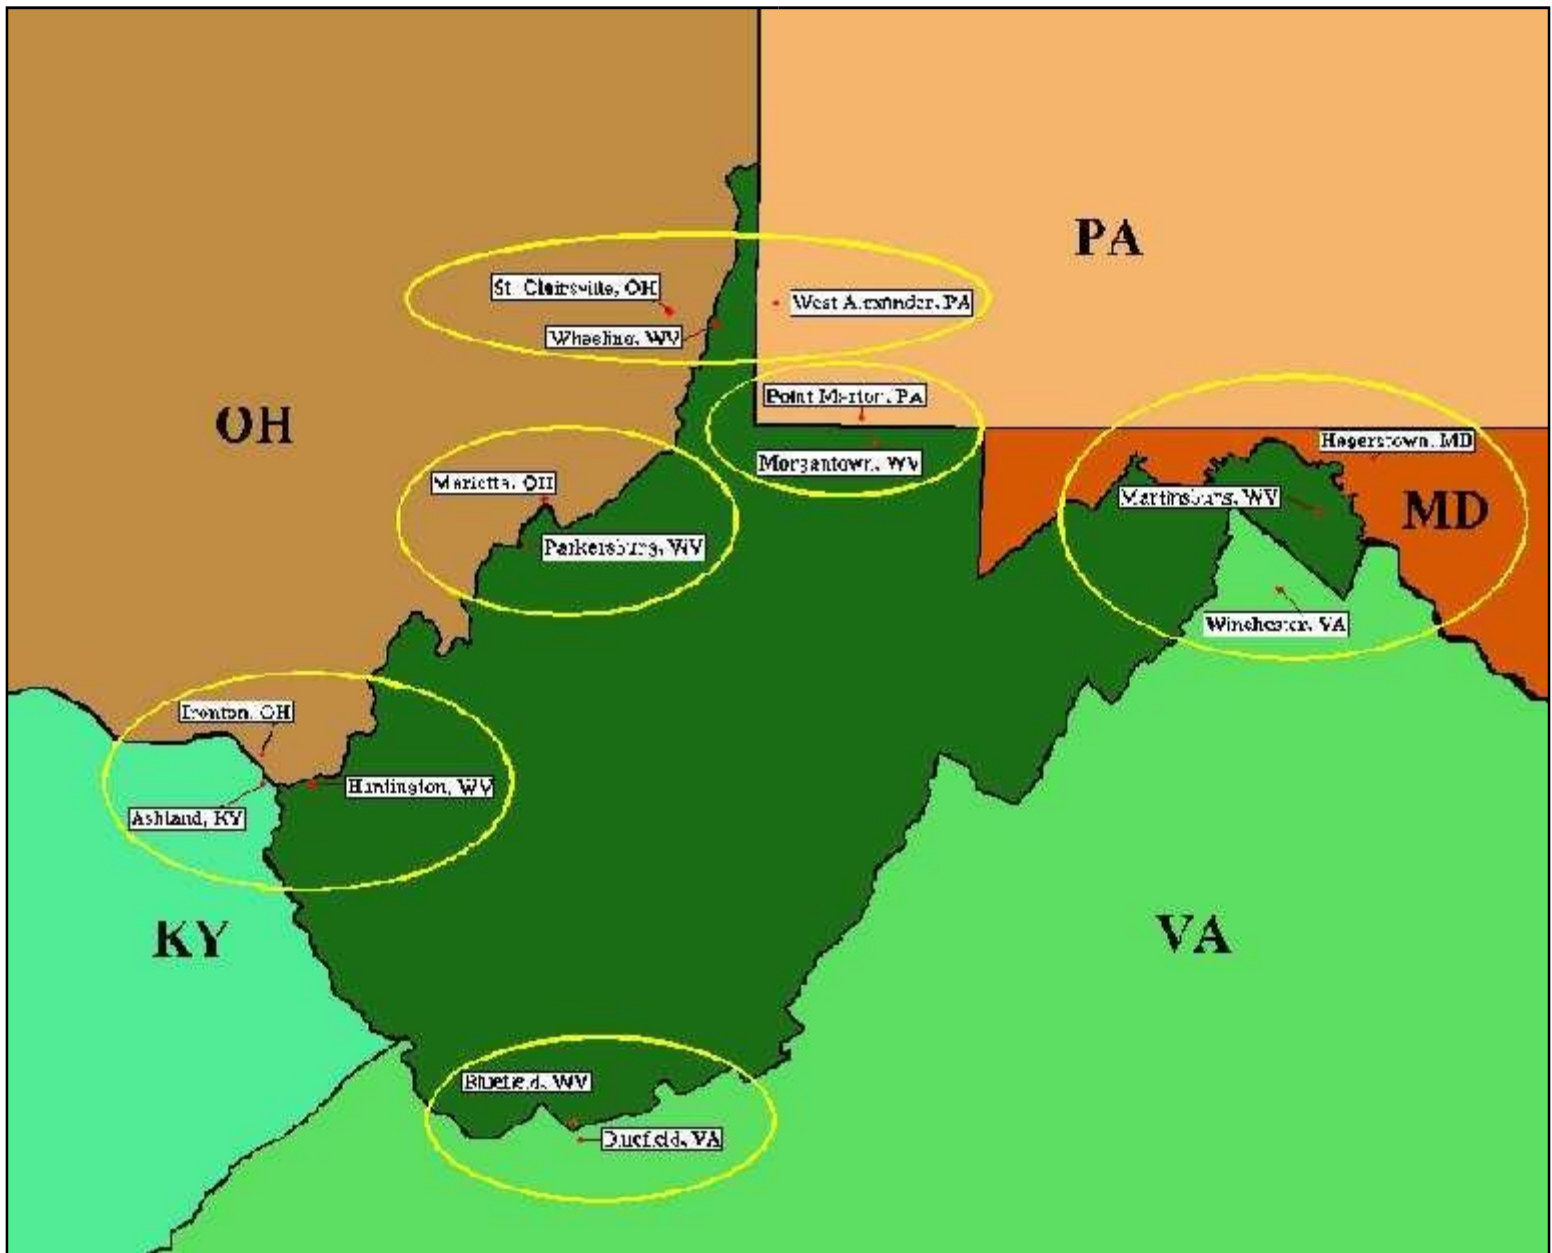 PA
St. Clairsville, OH
West Alexander, PA
Wheeling, WV
Point Marion, PA
OH
Hagerstown, MD
Morgantown, WV
Marietta, OH
Martinsburg, WV
MD
Parkersburg, WV
Winchester, VA
Ironton, OH
Huntington, WV
Ashland, KY
KY
VA
Bluefield, WV
Bluefield, VA